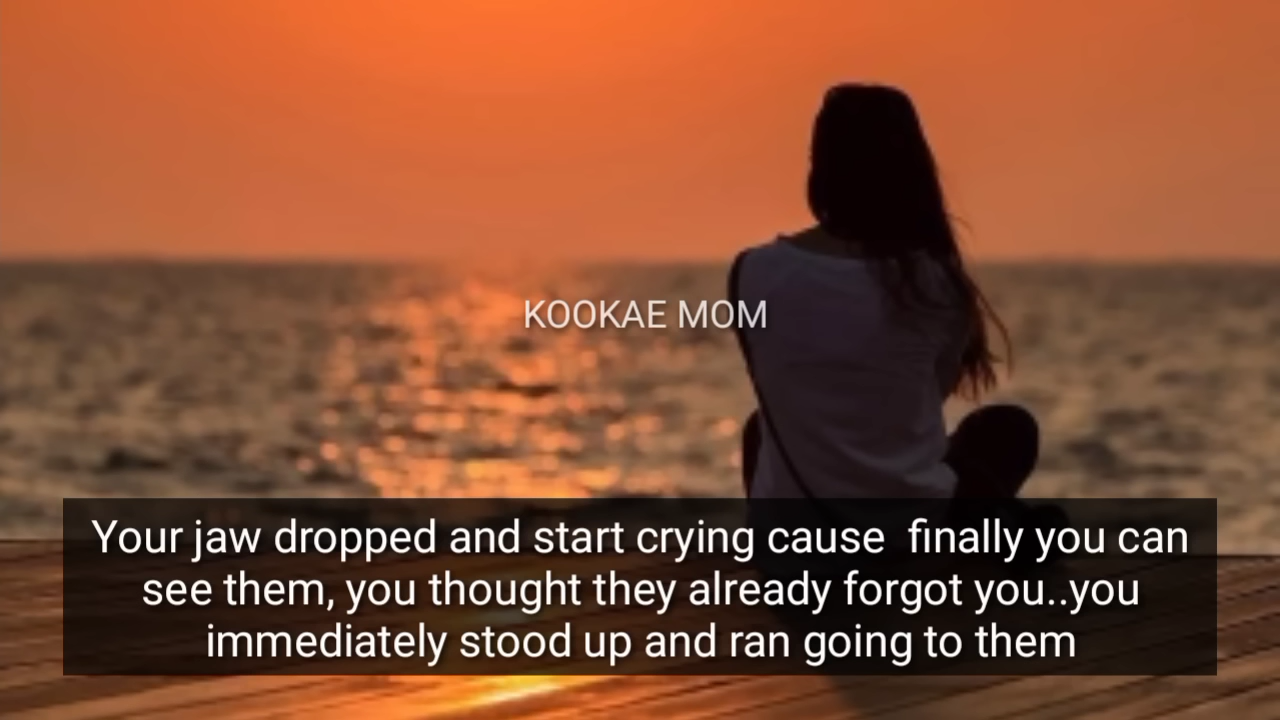 KOOKAE MOM
Your jaw dropped and start crying cause  finally you can
see them, you thought they already forgot you..you
immediately stood up and ran going to them